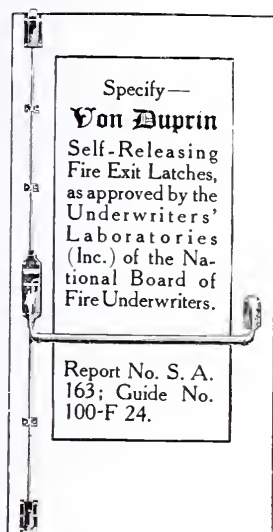 Specify—
Von Duprin
Self-Releasing
Fire Exit Latches,
as approved by the
Underwriters'
Laboratories
(Inc.) of the Na-
tional Board of
Fire Underwriters.
Report No. S. A.
163; Guide No.
100-F 24.